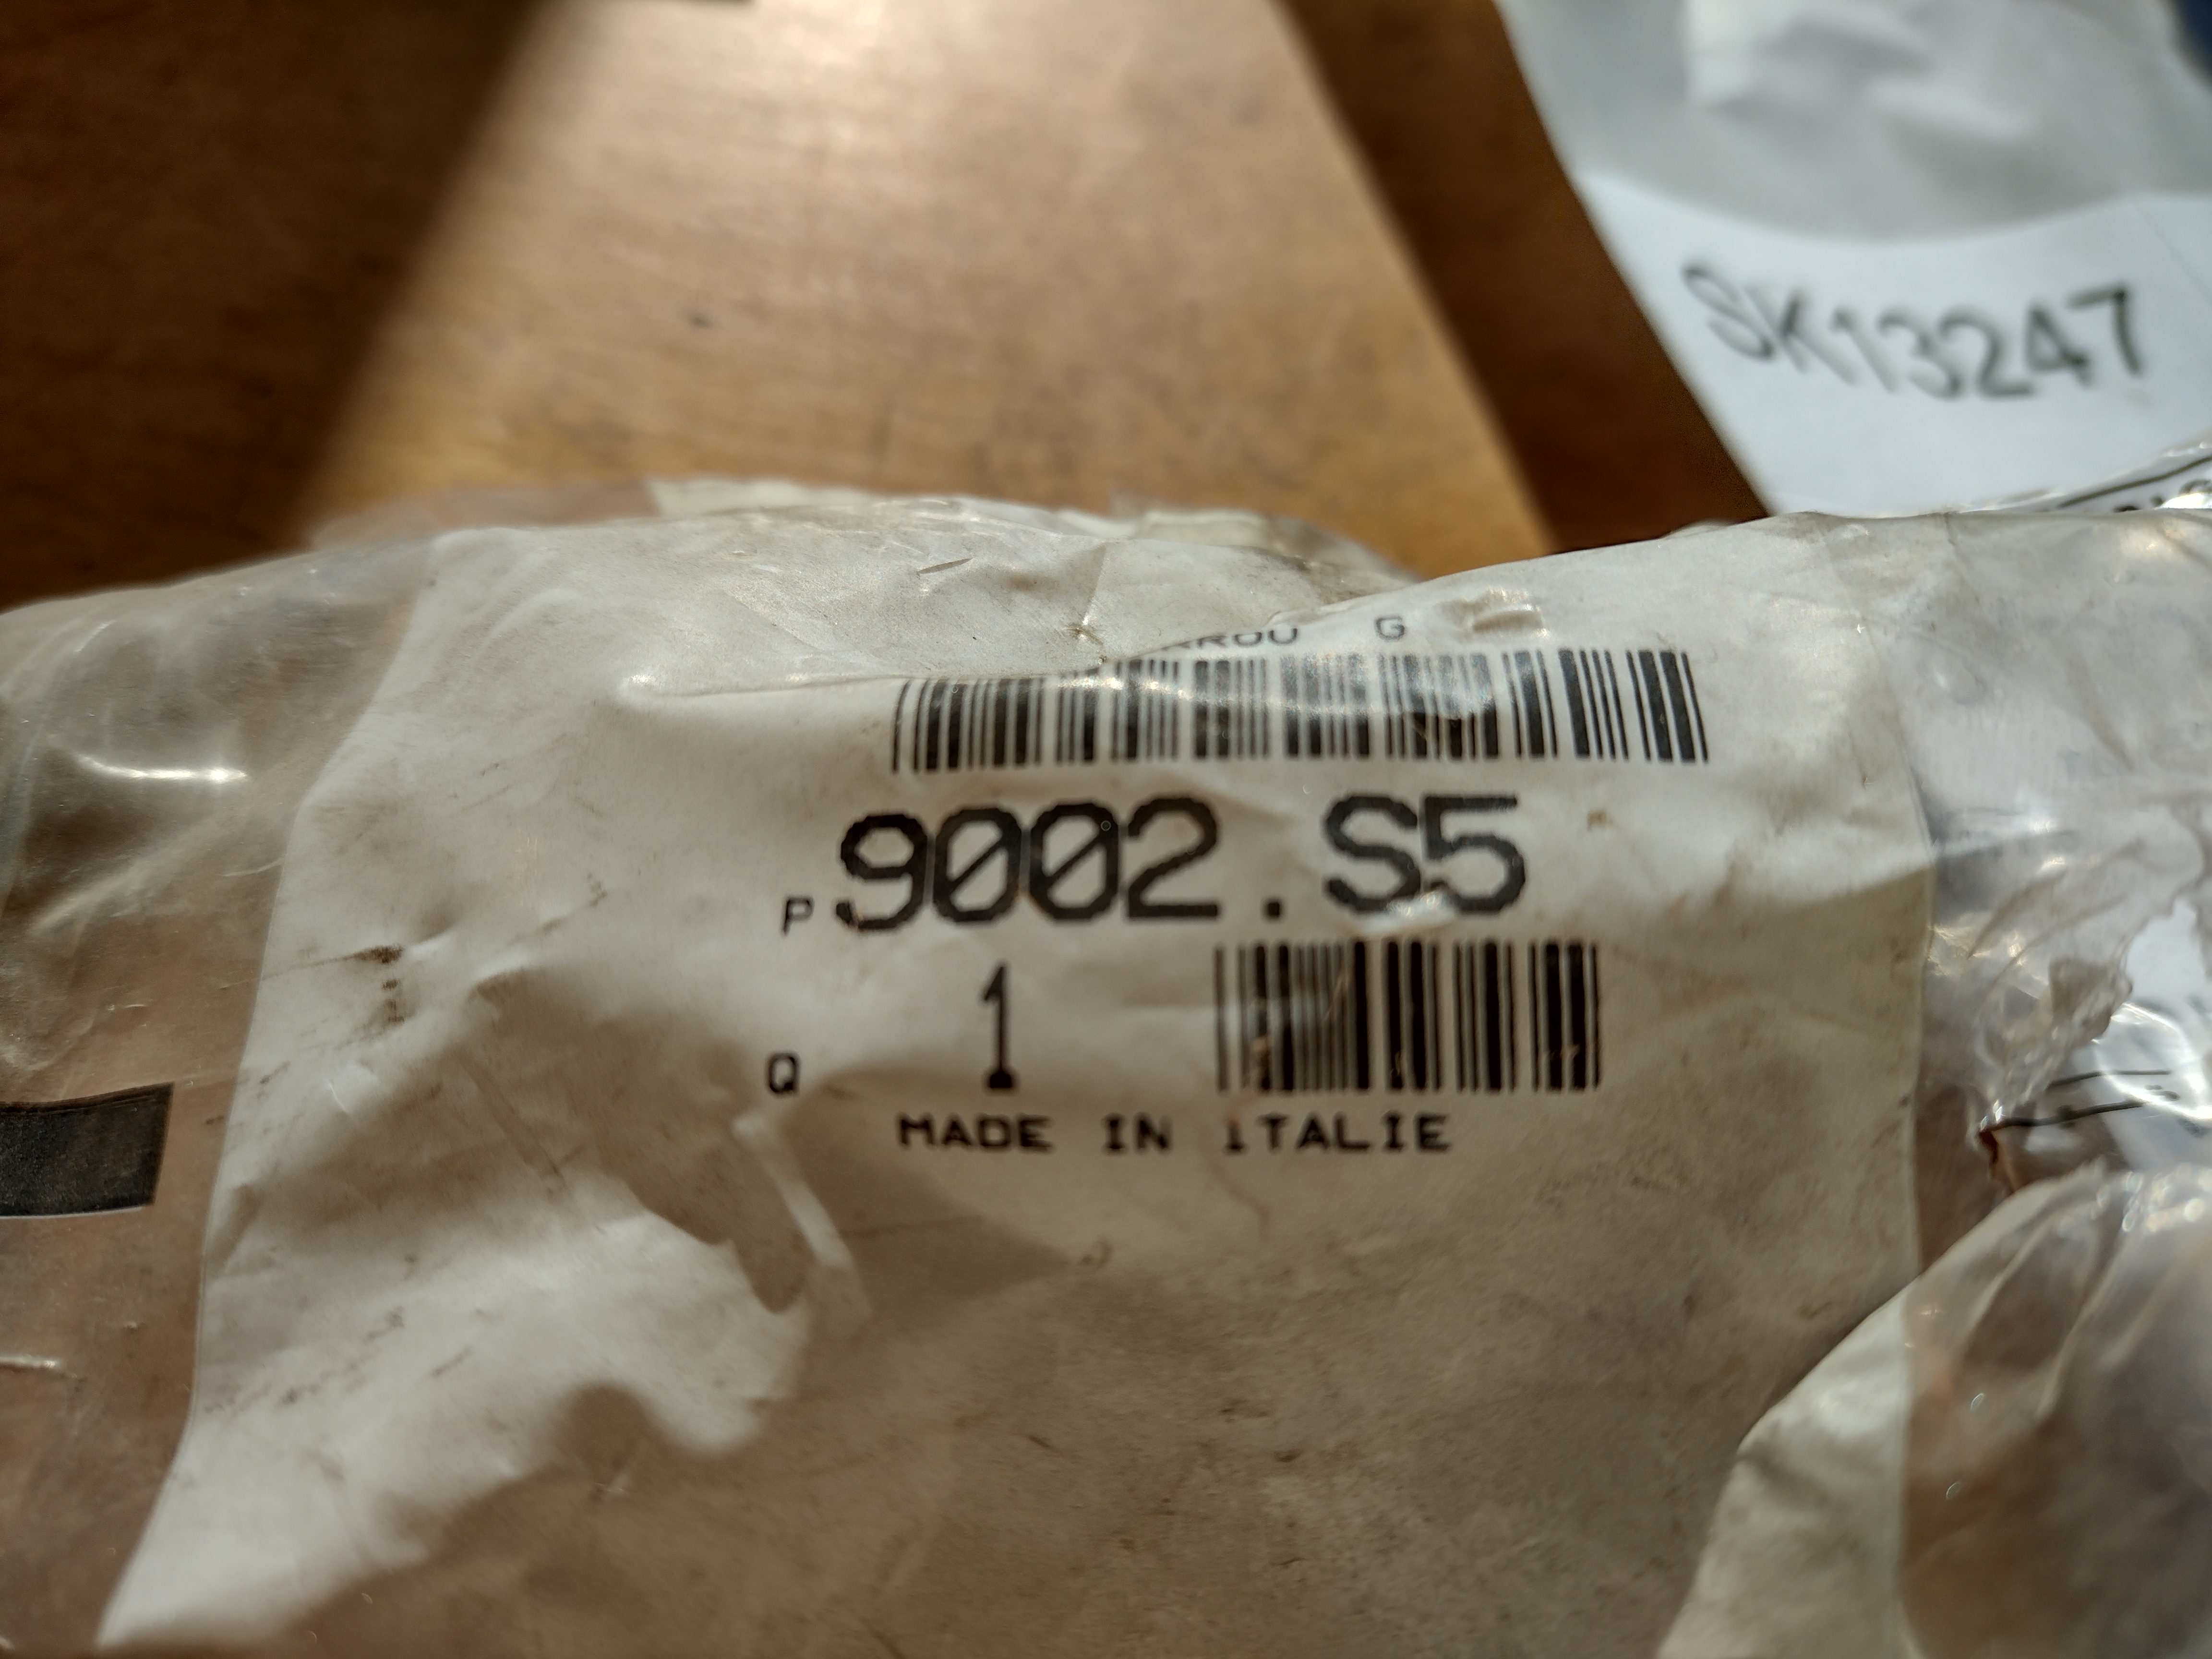 SK13247
G
P 9002.S5
Q 1
MADE IN ITALIE